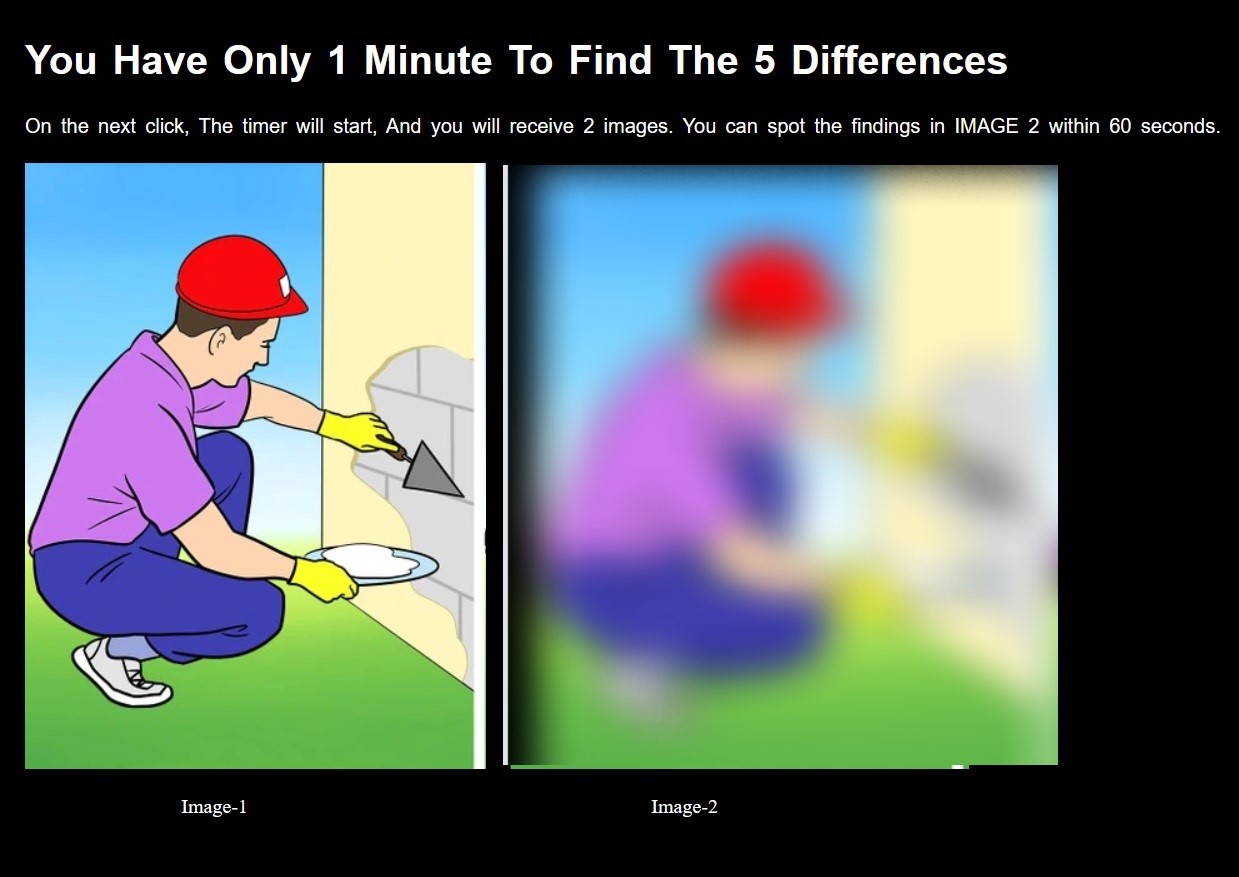 You Have Only 1 Minute To Find The 5 Differences
On the next click, The timer will start, And you will receive 2 images. You can spot the findings in IMAGE 2 within 60 seconds.
Image-1
Image-2